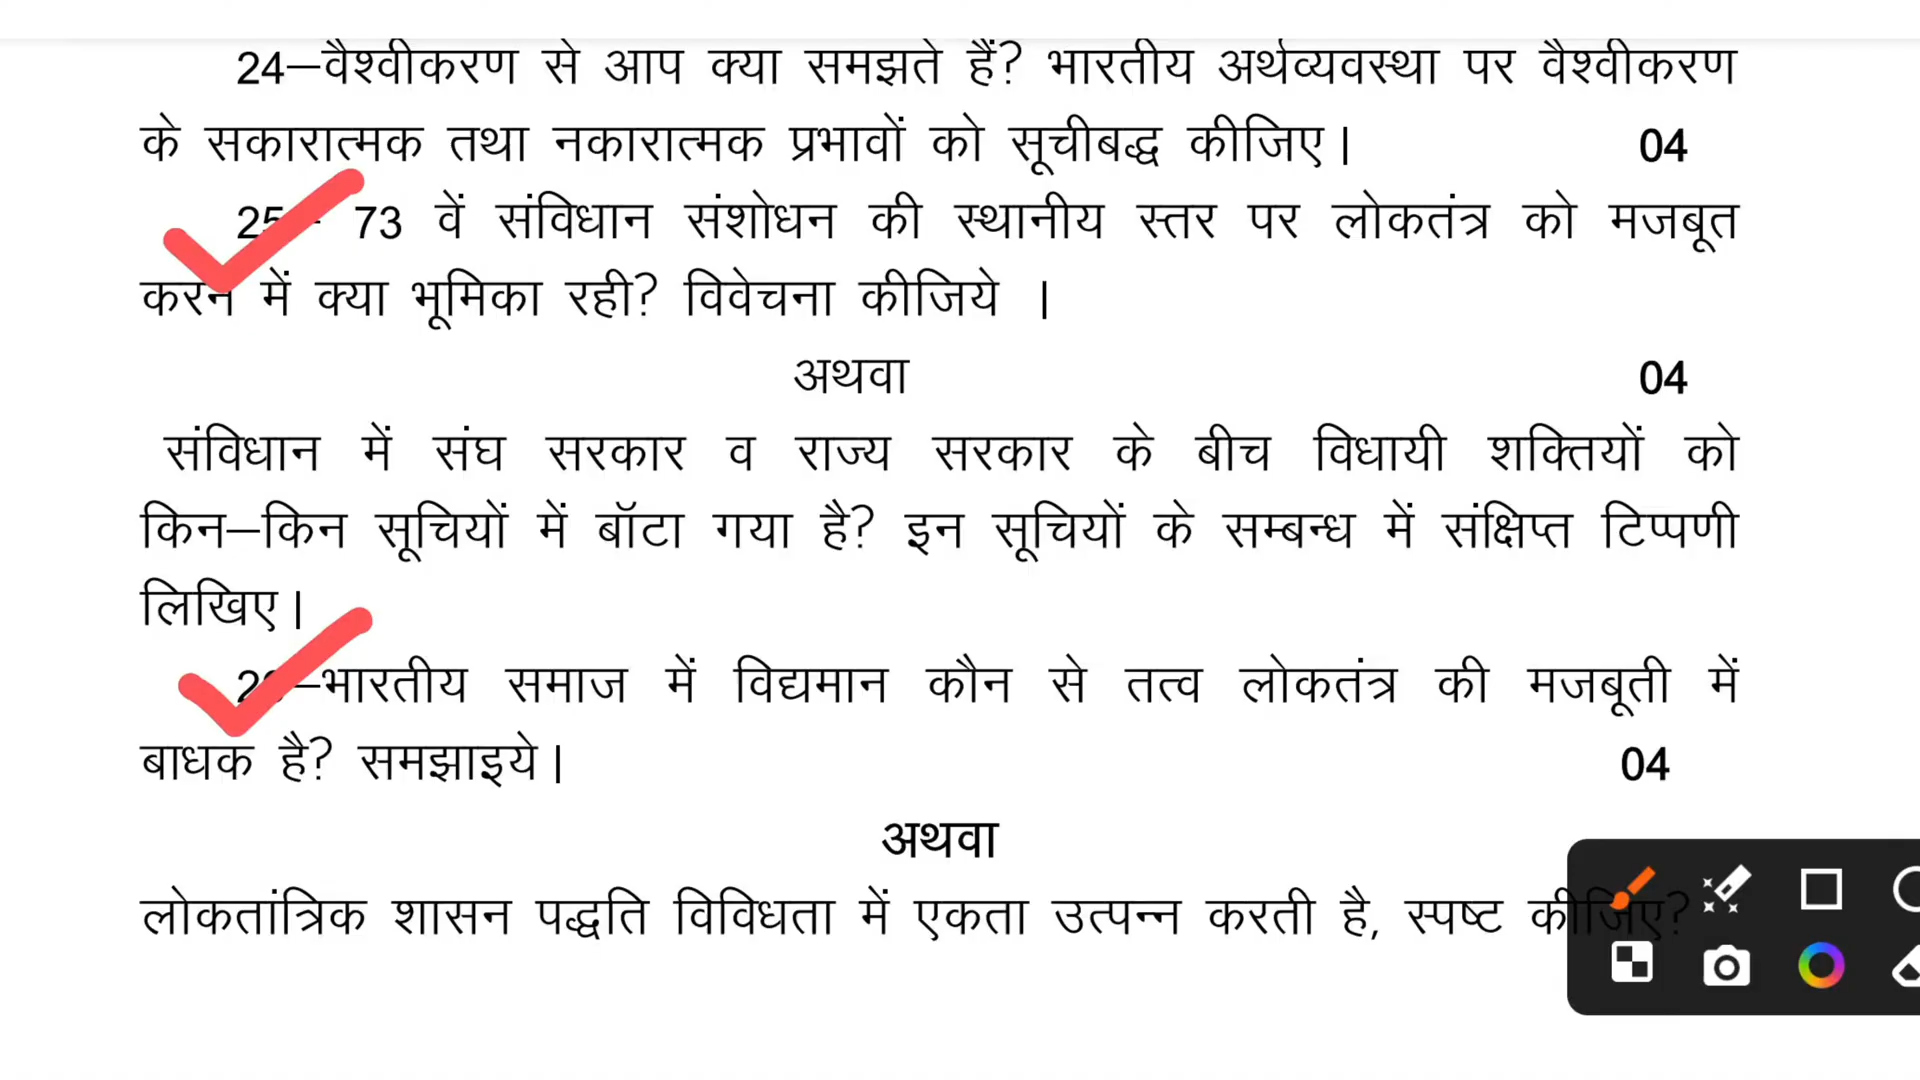 24–वैश्वीकरण से आप क्या समझते हैं? भारतीय अर्थव्यवस्था पर वैश्वीकरण
के सकारात्मक तथा नकारात्मक प्रभावों को सूचीबद्ध कीजिए। 04
25– 73 वें संविधान संशोधन की स्थानीय स्तर पर लोकतंत्र को मजबूत
करने में क्या भूमिका रही? विवेचना कीजिये ।
अथवा 04
संविधान में संघ सरकार व राज्य सरकार के बीच विधायी शक्तियों को
किन–किन सूचियों में बॉटा गया है? इन सूचियों के सम्बन्ध में संक्षिप्त टिप्पणी
लिखिए।
भारतीय समाज में विद्यमान कौन से तत्व लोकतंत्र की मजबूती में
बाधक है? समझाइये। 04
अथवा
लोकतांत्रिक शासन पद्धति विविधता में एकता उत्पन्न करती है, स्पष्ट कीजिए?